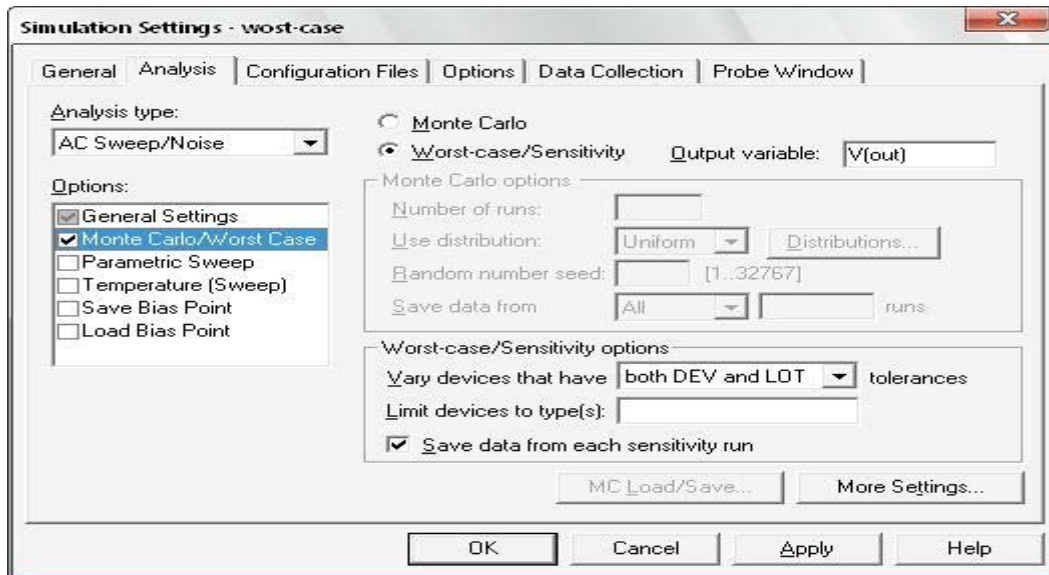 Simulation Settings - wost-case
General Analysis Configuration Files Options Data Collection Probe Window
Analysis type:
AC Sweep/Noise
Options:
General Settings
Monte Carlo/Worst Case
Parametric Sweep
Temperature (Sweep)
Save Bias Point
Load Bias Point
Monte Carlo
Worst-case/Sensitivity Output variable: V(out)
Monte Carlo options
Number of runs:
Use distribution: Uniform Distributions...
Random number seed: [1..32767]
Save data from All runs
Worst-case/Sensitivity options
Vary devices that have both DEV and LOT tolerances
Limit devices to type(s):
Save data from each sensitivity run
MC Load/Save... More Settings...
OK Cancel Apply Help